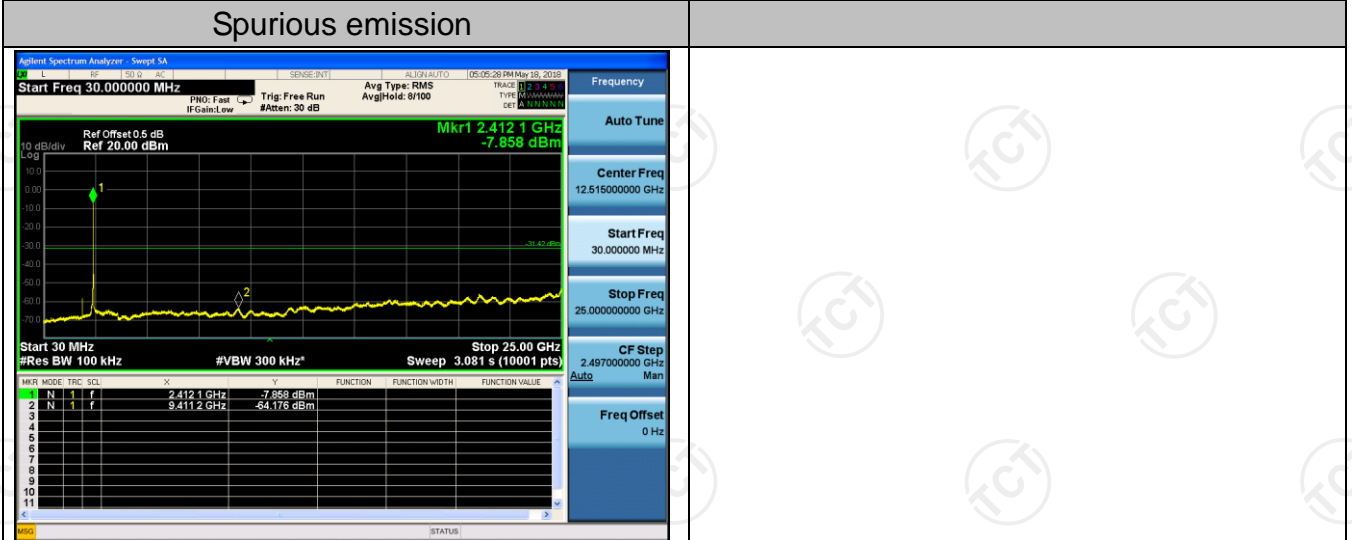 Spurious emission
Agilent Spectrum Analyzer - Swept SA
L RF 50 Ω AC SENSE:INT ALIGN AUTO 05:05:28 PM May 18, 2018
Start Freq 30.000000 MHz
PNO: Fast
IFGain:Low
Trig: Free Run
#Atten: 30 dB
Avg Type: RMS
Avg|Hold: 8/100
TRACE 1 2 3 4 5 6
TYPE M
DET A N N N N N
Frequency
Auto Tune
Center Freq
12.515000000 GHz
Start Freq
30.000000 MHz
Stop Freq
25.000000000 GHz
CF Step
2.497000000 GHz
Auto Man
Freq Offset
0 Hz
Mkr1 2.412 1 GHz
-7.858 dBm
Ref Offset 0.5 dB
10 dB/div Ref 20.00 dBm
Log
10.0
0.00
-10.0
-20.0
-30.0
-40.0
-50.0
-60.0
-70.0
1
2
-31.42 dBm
Start 30 MHz Stop 25.00 GHz
#Res BW 100 kHz #VBW 300 kHz* Sweep 3.081 s (10001 pts)
MKR MODE TRC SCL X Y FUNCTION FUNCTION WIDTH FUNCTION VALUE
1 N 1 f 2.412 1 GHz -7.858 dBm
2 N 1 f 9.411 2 GHz -64.176 dBm
3
4
5
6
7
8
9
10
11
MSG STATUS
TCT
TCT
TCT
TCT
TCT
TCT